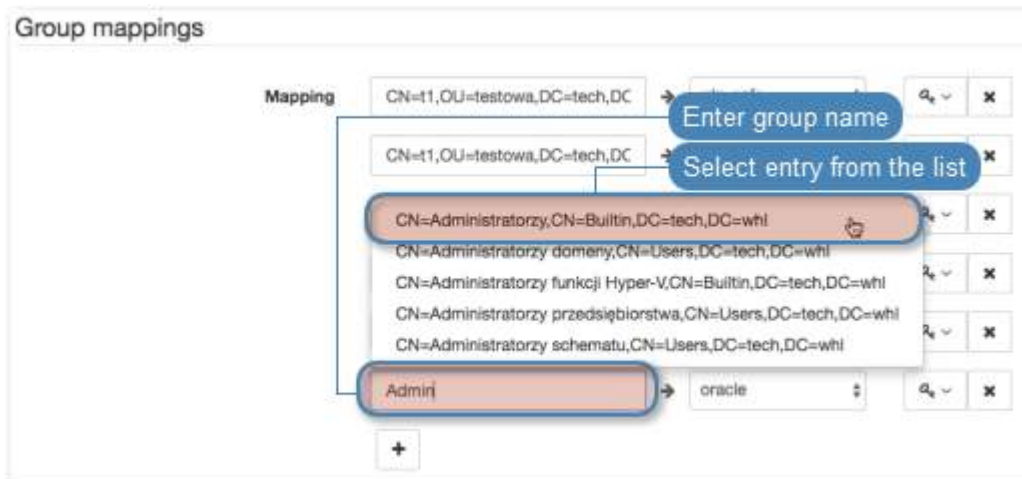 Group mappings
Mapping
CN=t1,OU=testowa,DC=tech,DC
Enter group name
CN=t1,OU=testowa,DC=tech,DC
Select entry from the list
CN=Administratorzy,CN=Builtin,DC=tech,DC=whl
CN=Administratorzy domeny,CN=Users,DC=tech,DC=whl
CN=Administratorzy funkcji Hyper-V,CN=Builtin,DC=tech,DC=whl
CN=Administratorzy przedsiębiorstwa,CN=Users,DC=tech,DC=whl
CN=Administratorzy schematu,CN=Users,DC=tech,DC=whl
Admin
oracle